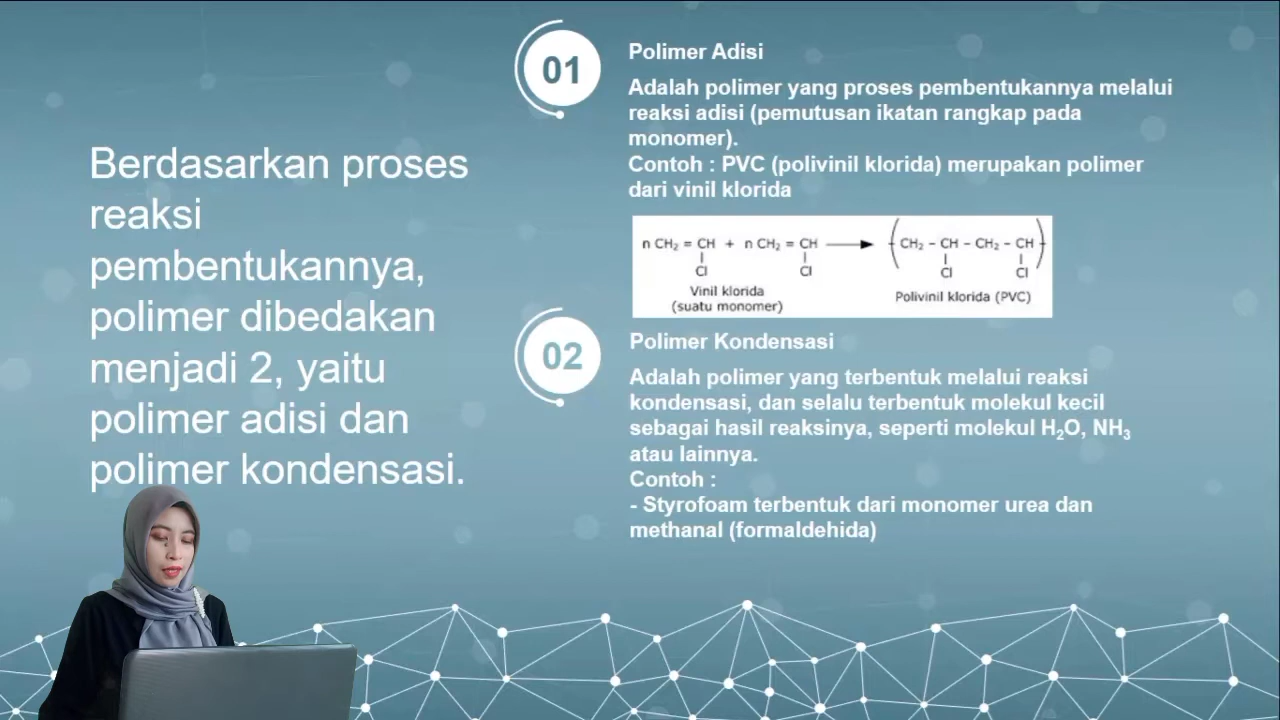 Berdasarkan proses
reaksi
pembentukannya,
polimer dibedakan
menjadi 2, yaitu
polimer adisi dan
polimer kondensasi.
01
Polimer Adisi
Adalah polimer yang proses pembentukannya melalui
reaksi adisi (pemutusan ikatan rangkap pada
monomer).
Contoh : PVC (polivinil klorida) merupakan polimer
dari vinil klorida
n CH₂ = CH + n CH₂ = CH ⟶ ( CH₂ – CH – CH₂ – CH )
Cl Cl Cl Cl
Vinil klorida
(suatu monomer)
Polivinil klorida (PVC)
02
Polimer Kondensasi
Adalah polimer yang terbentuk melalui reaksi
kondensasi, dan selalu terbentuk molekul kecil
sebagai hasil reaksinya, seperti molekul H₂O, NH₃
atau lainnya.
Contoh :
- Styrofoam terbentuk dari monomer urea dan
methanal (formaldehida)